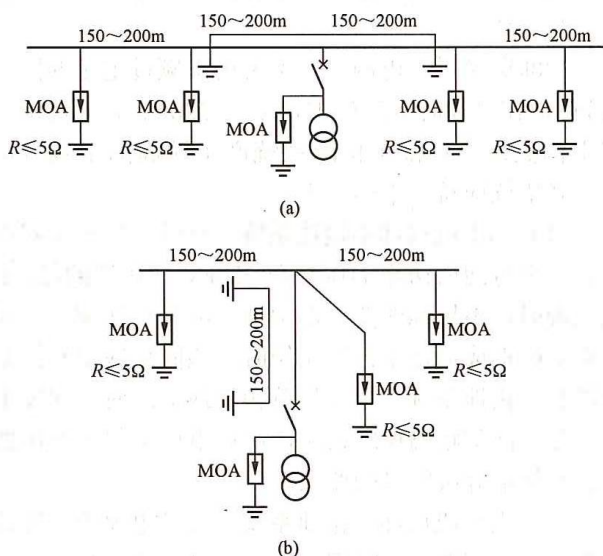 150～200m 150～200m
150～200m 150～200m
MOA MOA MOA MOA MOA
R≤5Ω R≤5Ω R≤5Ω R≤5Ω
(a)
150～200m 150～200m
150～200m
MOA MOA
R≤5Ω R≤5Ω
MOA
R≤5Ω
MOA
(b)